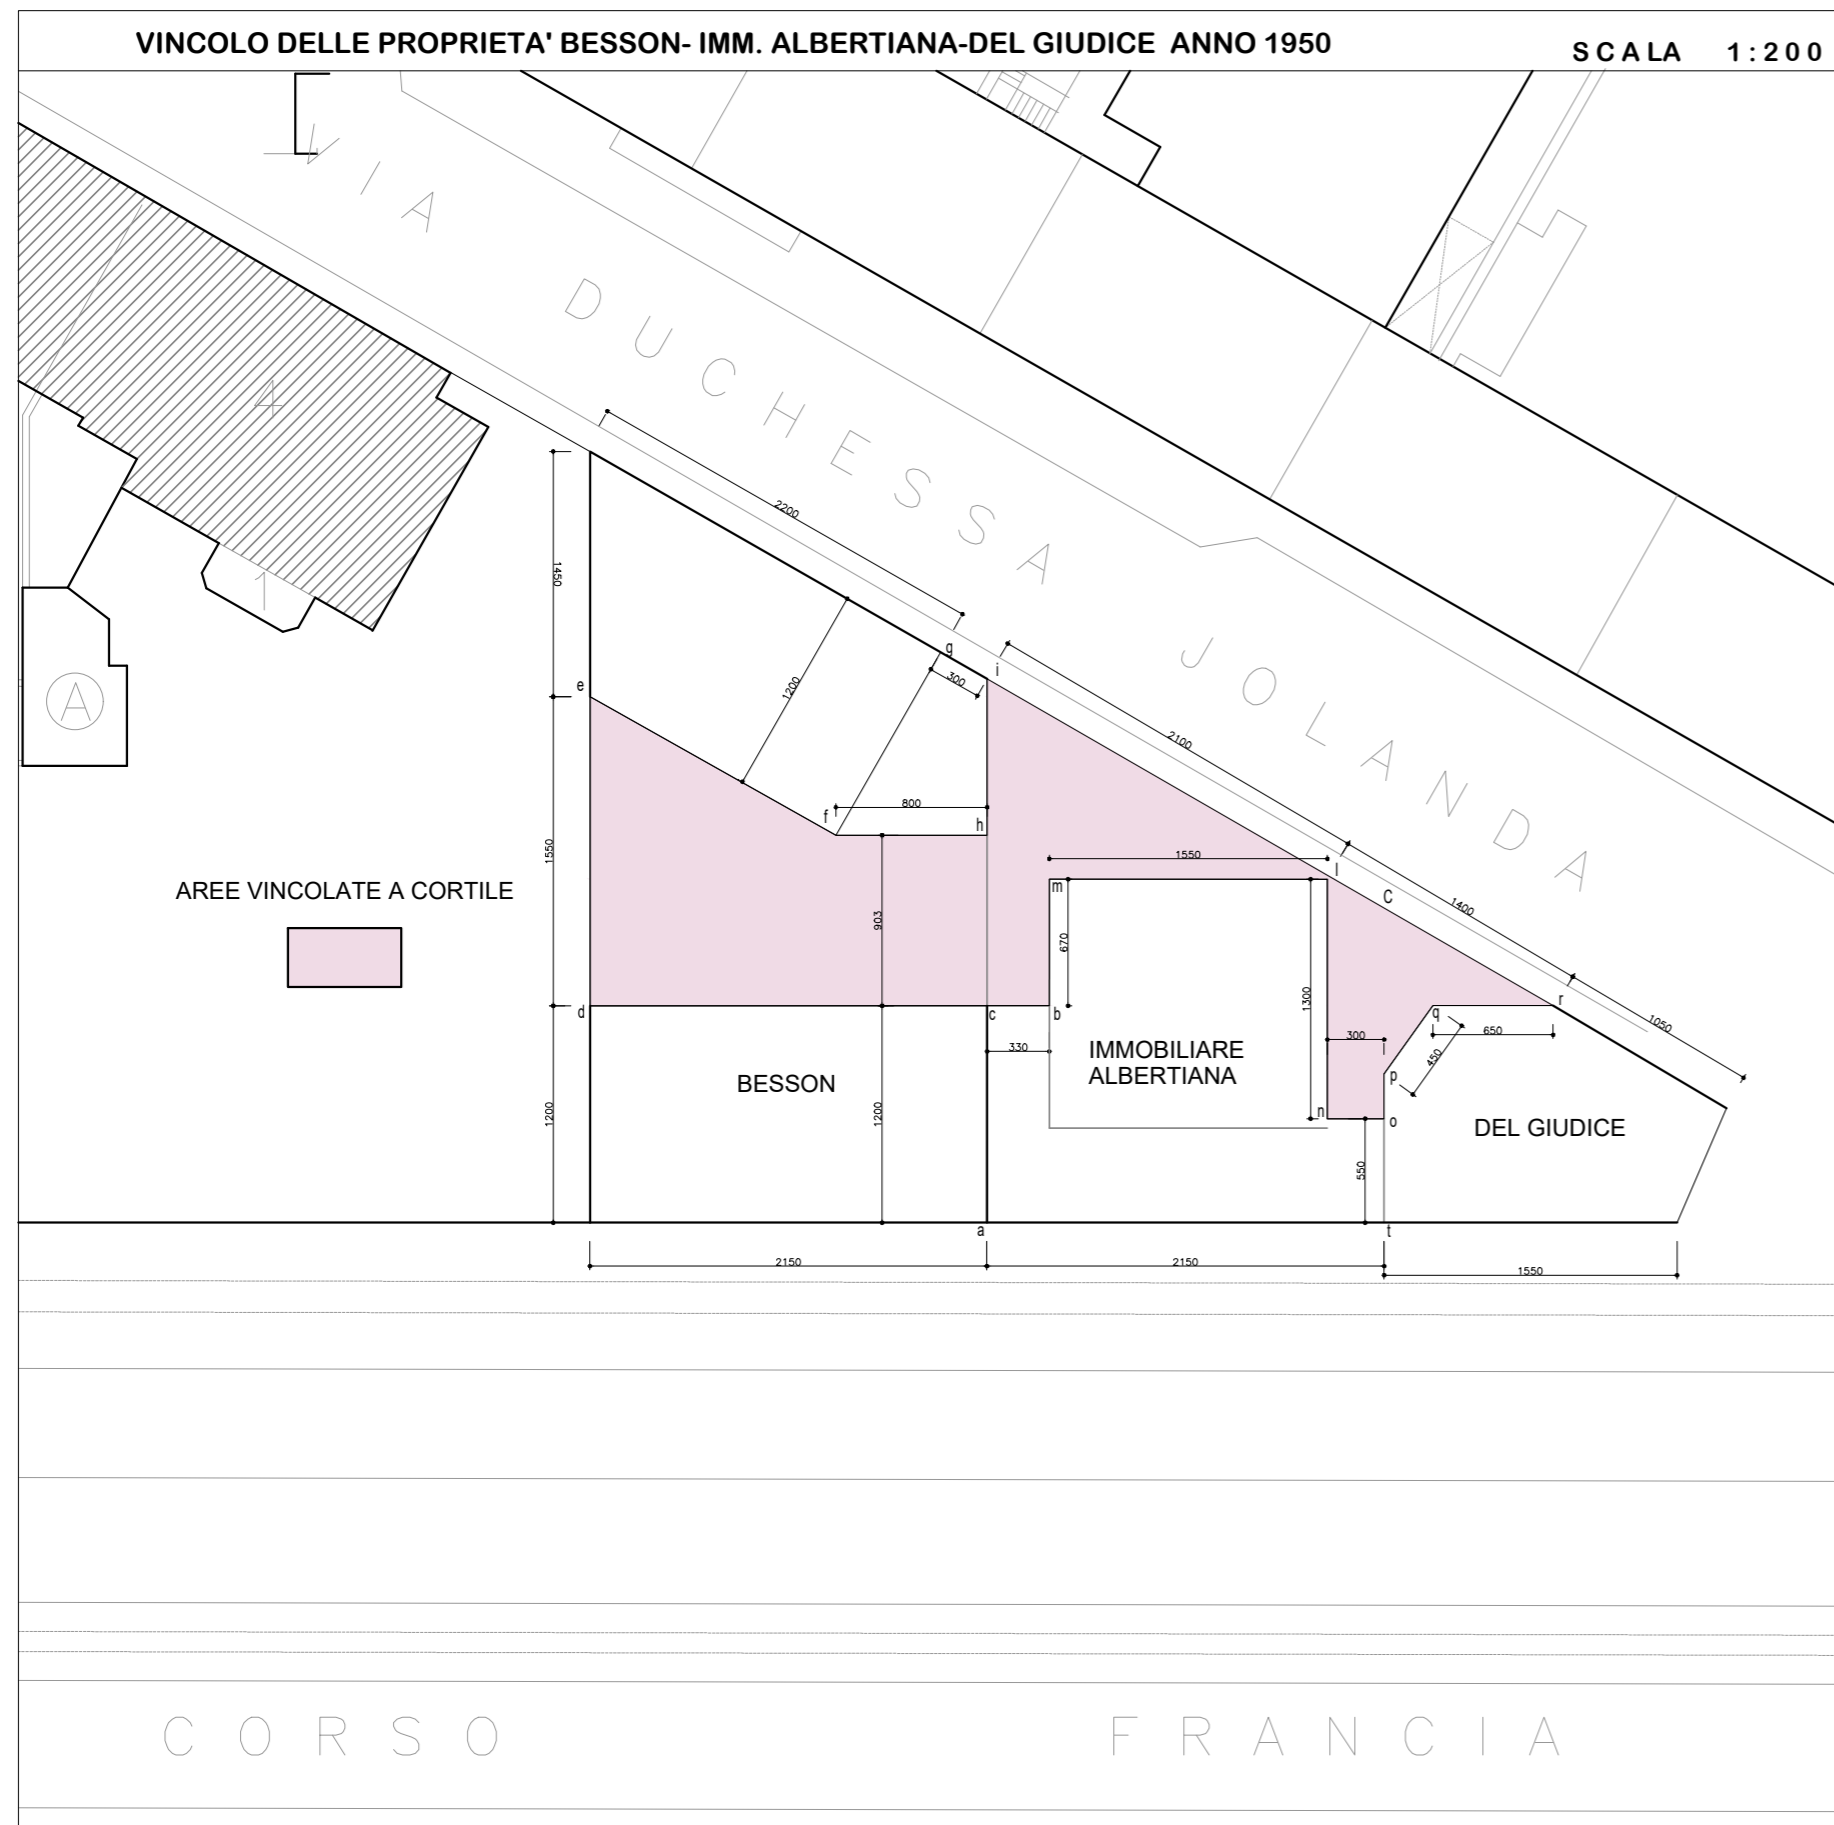 VINCOLO DELLE PROPRIETA' BESSON- IMM. ALBERTIANA-DEL GIUDICE ANNO 1950
SCALA 1:200
VIA DUCHESSA JOLANDA
4
1
A
1450
2200
g
i
300
1200
e
2100
800
f
h
1550
l
C
1400
1550
m
903
670
AREE VINCOLATE A CORTILE
d
c
b
1300
q
r
1050
650
300
450
330
IMMOBILIARE
ALBERTIANA
BESSON
p
n
o
DEL GIUDICE
1200
1200
550
a
t
2150
2150
1550
CORSO FRANCIA